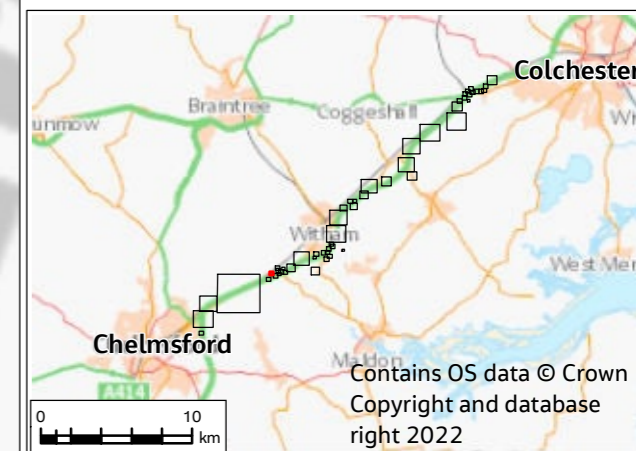 Colchester
Braintree
Coggeshall
unmow
Witham
West Mer
Chelmsford
Maldon
A414
Contains OS data © Crown
Copyright and database
right 2022
0 10
km